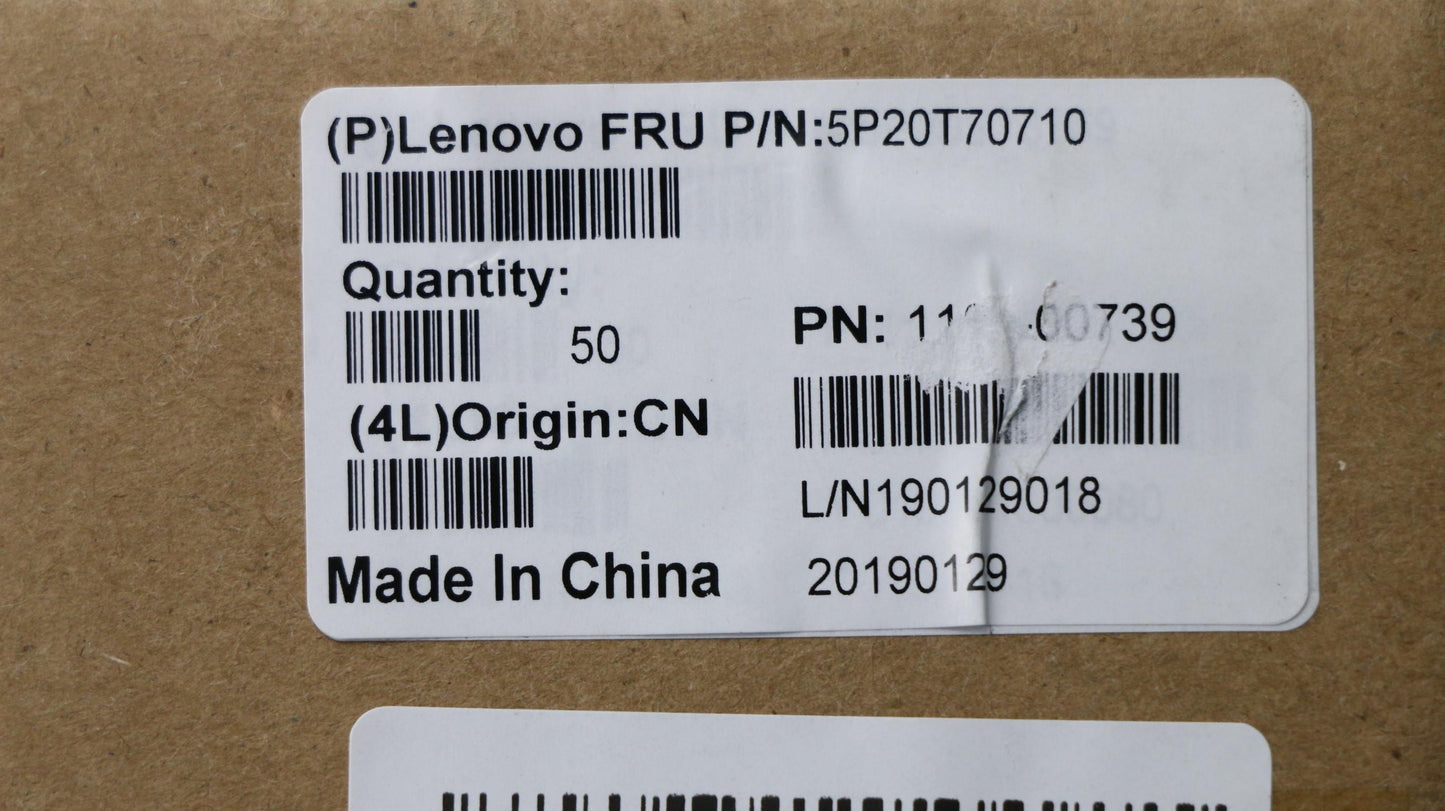 (P)Lenovo FRU P/N:5P20T70710
Quantity:
50
PN:
(4L)Origin:CN
L/N190129018
Made In China
20190129